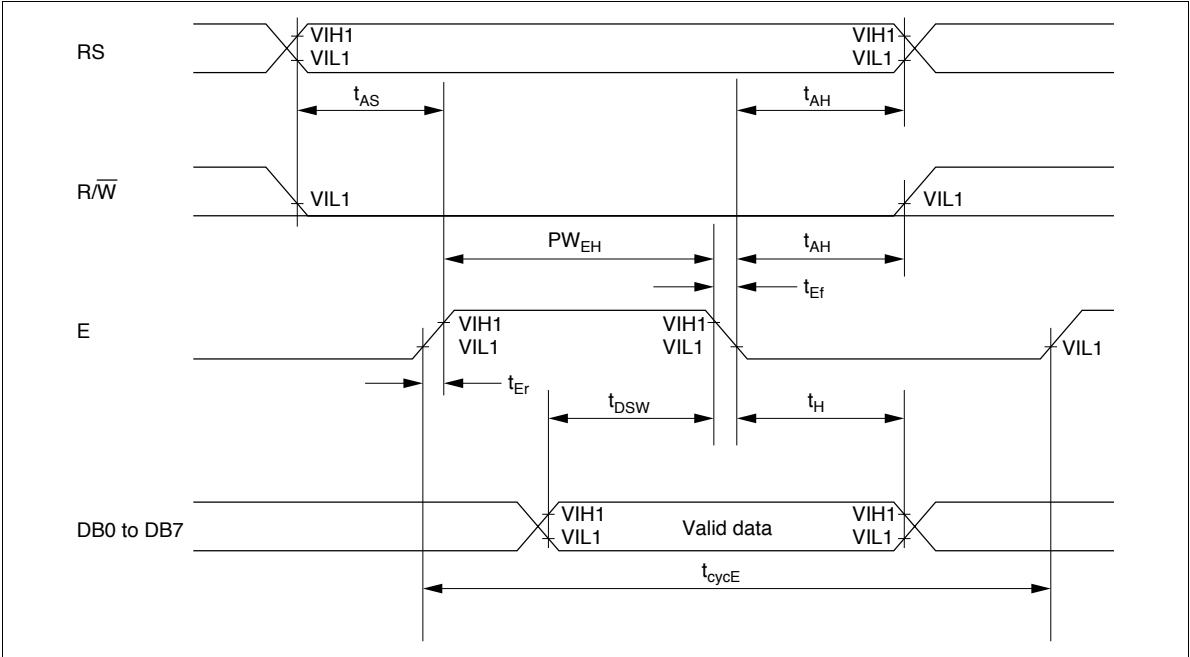 RS
VIH1
VIL1
VIH1
VIL1
tAS
tAH
R/W̅
VIL1
VIL1
PWEH
tAH
tEf
E
VIH1
VIL1
VIH1
VIL1
VIL1
tEr
tDSW
tH
DB0 to DB7
VIH1
VIL1
Valid data
VIH1
VIL1
tcycE